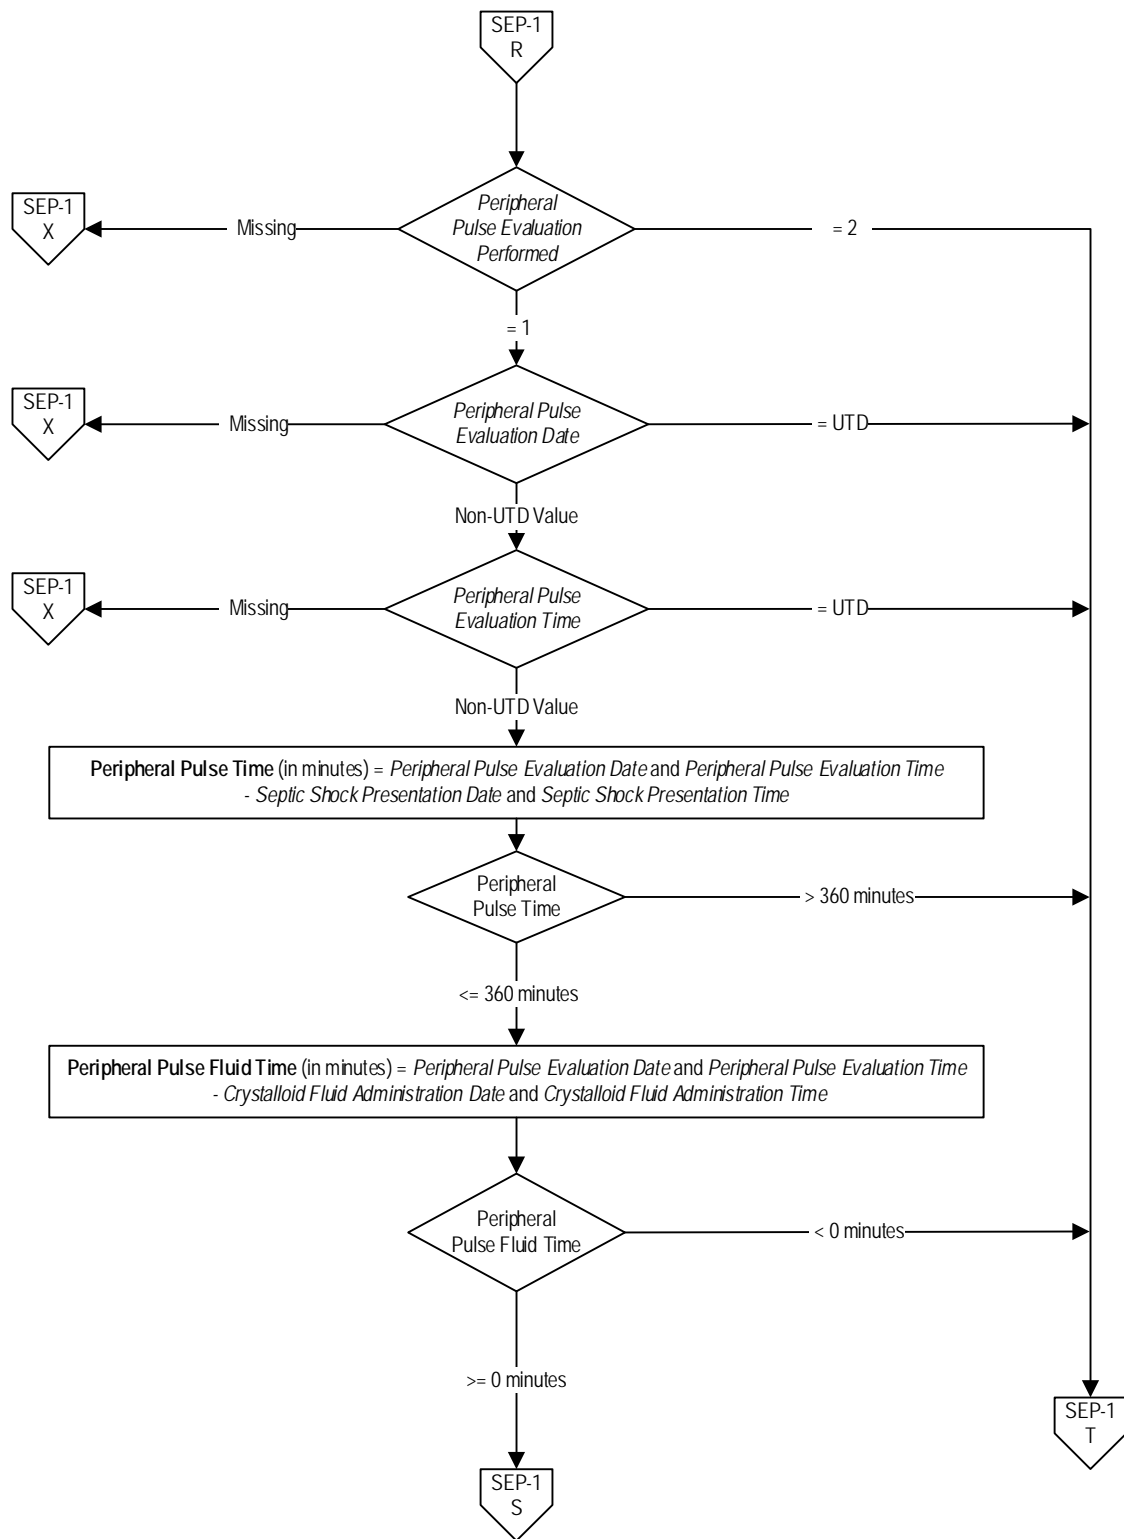 SEP-1
R
Peripheral
Pulse Evaluation
Performed
SEP-1
X
Missing
= 2
= 1
Peripheral Pulse
Evaluation Date
SEP-1
X
Missing
= UTD
Non-UTD Value
Peripheral Pulse
Evaluation Time
SEP-1
X
Missing
= UTD
Non-UTD Value
Peripheral Pulse Time (in minutes) = Peripheral Pulse Evaluation Date and Peripheral Pulse Evaluation Time
- Septic Shock Presentation Date and Septic Shock Presentation Time
Peripheral
Pulse Time
> 360 minutes
<= 360 minutes
Peripheral Pulse Fluid Time (in minutes) = Peripheral Pulse Evaluation Date and Peripheral Pulse Evaluation Time
- Crystalloid Fluid Administration Date and Crystalloid Fluid Administration Time
Peripheral
Pulse Fluid Time
< 0 minutes
>= 0 minutes
SEP-1
T
SEP-1
S